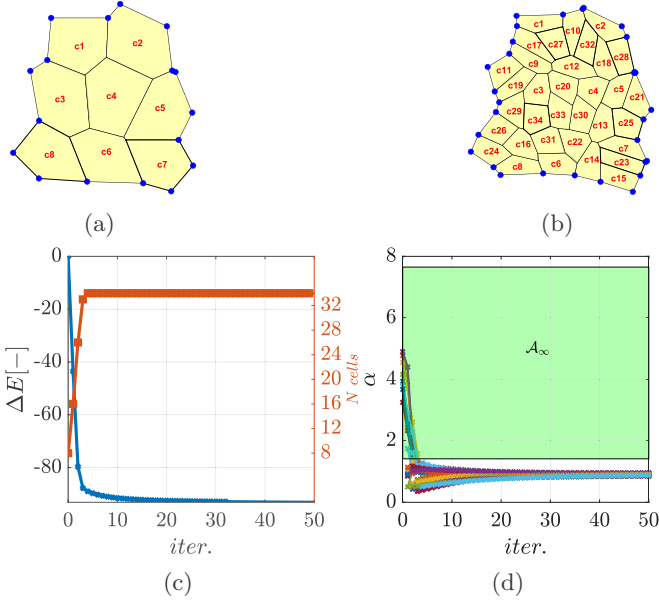 c1
c2
c3
c4
c5
c6
c7
c8
(a)
c1
c10
c2
c17
c27
c32
c28
c11
c9
c12
c18
c19
c3
c20
c4
c5
c21
c29
c34
c33
c30
c13
c25
c26
c16
c31
c22
c7
c24
c8
c6
c14
c23
c15
(b)
0
-20
-40
-60
-80
ΔE[−]
32
28
24
20
16
12
8
N cells
0
10
20
30
40
50
iter.
(c)
8
6
4
2
0
α
𝒜∞
0
10
20
30
40
50
iter.
(d)